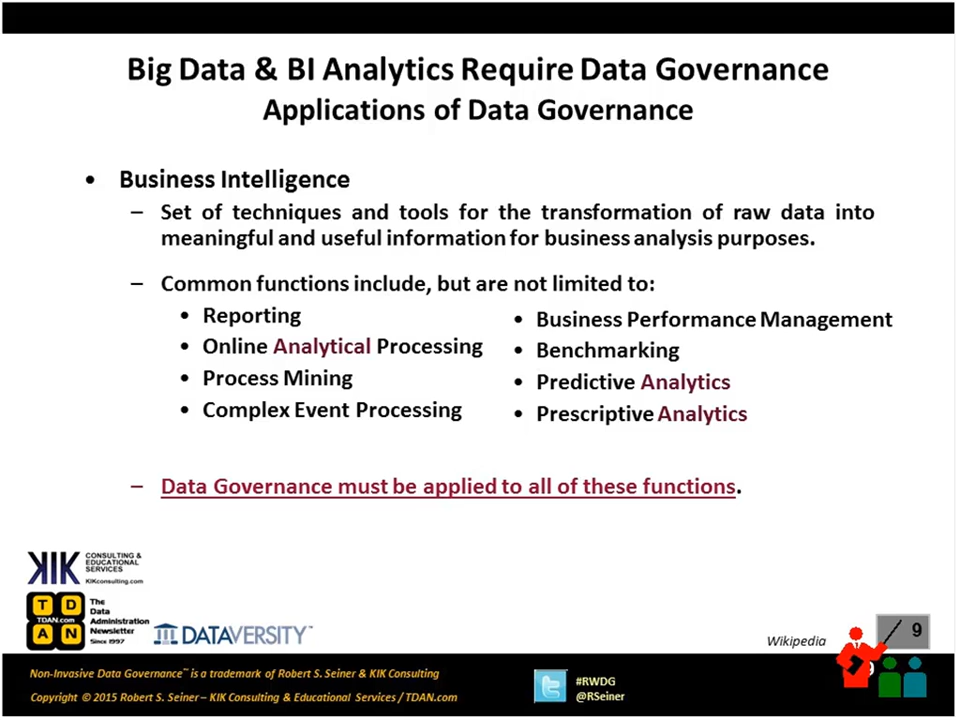 Big Data & BI Analytics Require Data Governance
Applications of Data Governance
• Business Intelligence
– Set of techniques and tools for the transformation of raw data into
meaningful and useful information for business analysis purposes.
– Common functions include, but are not limited to:
• Reporting
• Online Analytical Processing
• Process Mining
• Complex Event Processing
• Business Performance Management
• Benchmarking
• Predictive Analytics
• Prescriptive Analytics
– Data Governance must be applied to all of these functions.
KIK CONSULTING &
EDUCATIONAL
SERVICES
KIKconsulting.com
T D
TDAN.com
A N
The
Data
Administration
Newsletter
Since 1997
DATAVERSITY™
Wikipedia
9
9
Non-Invasive Data Governance™ is a trademark of Robert S. Seiner & KIK Consulting
Copyright © 2015 Robert S. Seiner – KIK Consulting & Educational Services / TDAN.com
#RWDG
@RSeiner